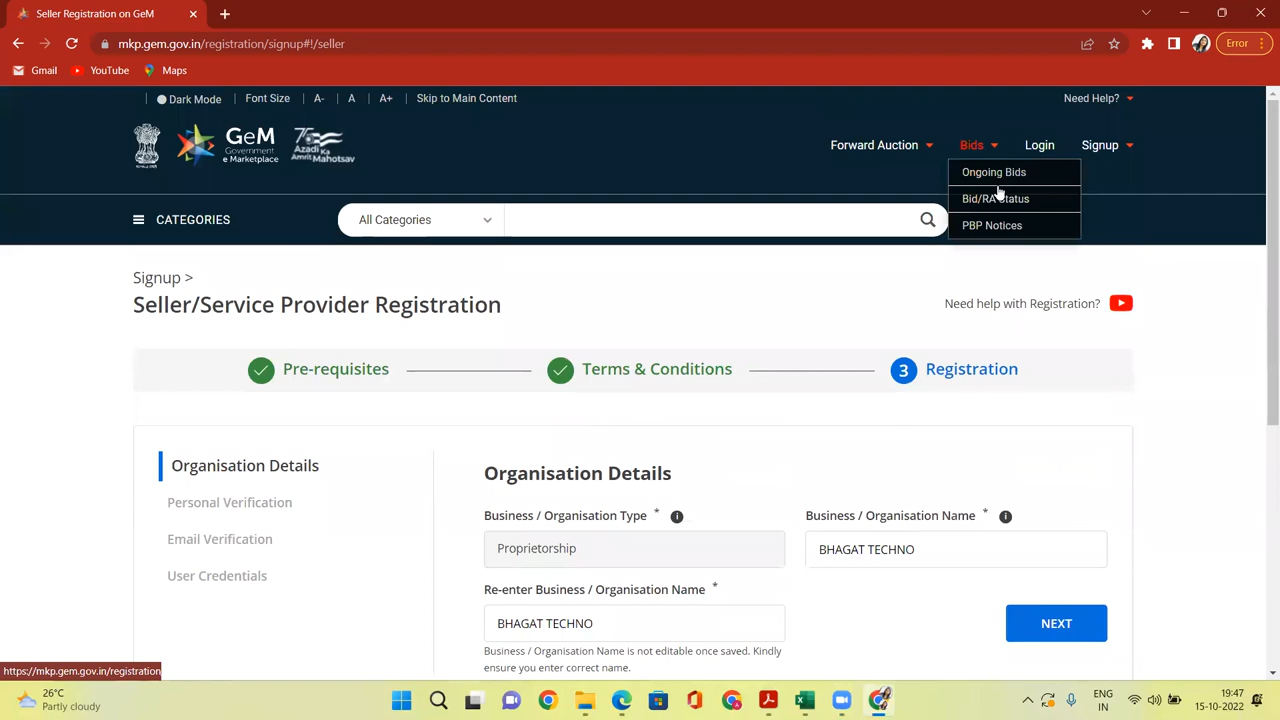 Seller Registration on GeM
mkp.gem.gov.in/registration/signup#!/seller
Error
Gmail YouTube Maps
Dark Mode Font Size A- A A+ Skip to Main Content Need Help?
GeM
Government
e Marketplace
75
Azadi Ka
Amrit Mahotsav
Forward Auction Bids Login Signup
Ongoing Bids
Bid/RA Status
PBP Notices
CATEGORIES All Categories
Signup >
Seller/Service Provider Registration
Need help with Registration?
Pre-requisites Terms & Conditions 3 Registration
Organisation Details
Personal Verification
Email Verification
User Credentials
Organisation Details
Business / Organisation Type * i Business / Organisation Name * i
Proprietorship BHAGAT TECHNO
Re-enter Business / Organisation Name *
BHAGAT TECHNO NEXT
Business / Organisation Name is not editable once saved. Kindly
ensure you enter correct name.
https://mkp.gem.gov.in/registration
26°C
Partly cloudy
ENG
IN
19:47
15-10-2022